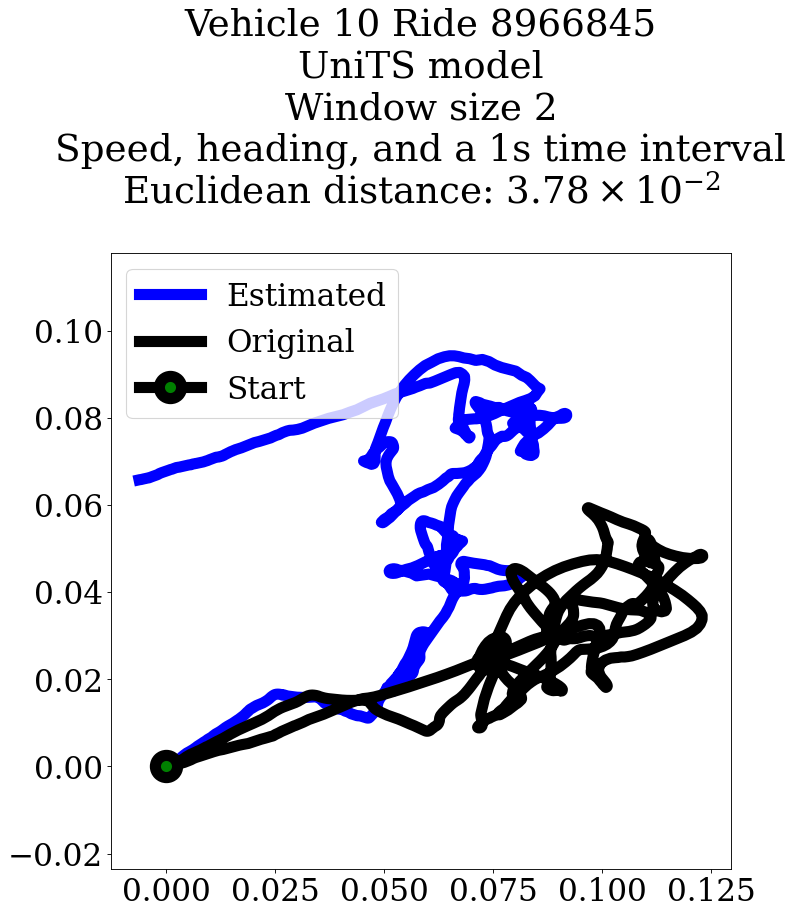 Vehicle 10 Ride 8966845
UniTS model
Window size 2
Speed, heading, and a 1s time interval
Euclidean distance: 3.78 × 10⁻²
Estimated
Original
Start
0.10
0.08
0.06
0.04
0.02
0.00
−0.02
0.000 0.025 0.050 0.075 0.100 0.125